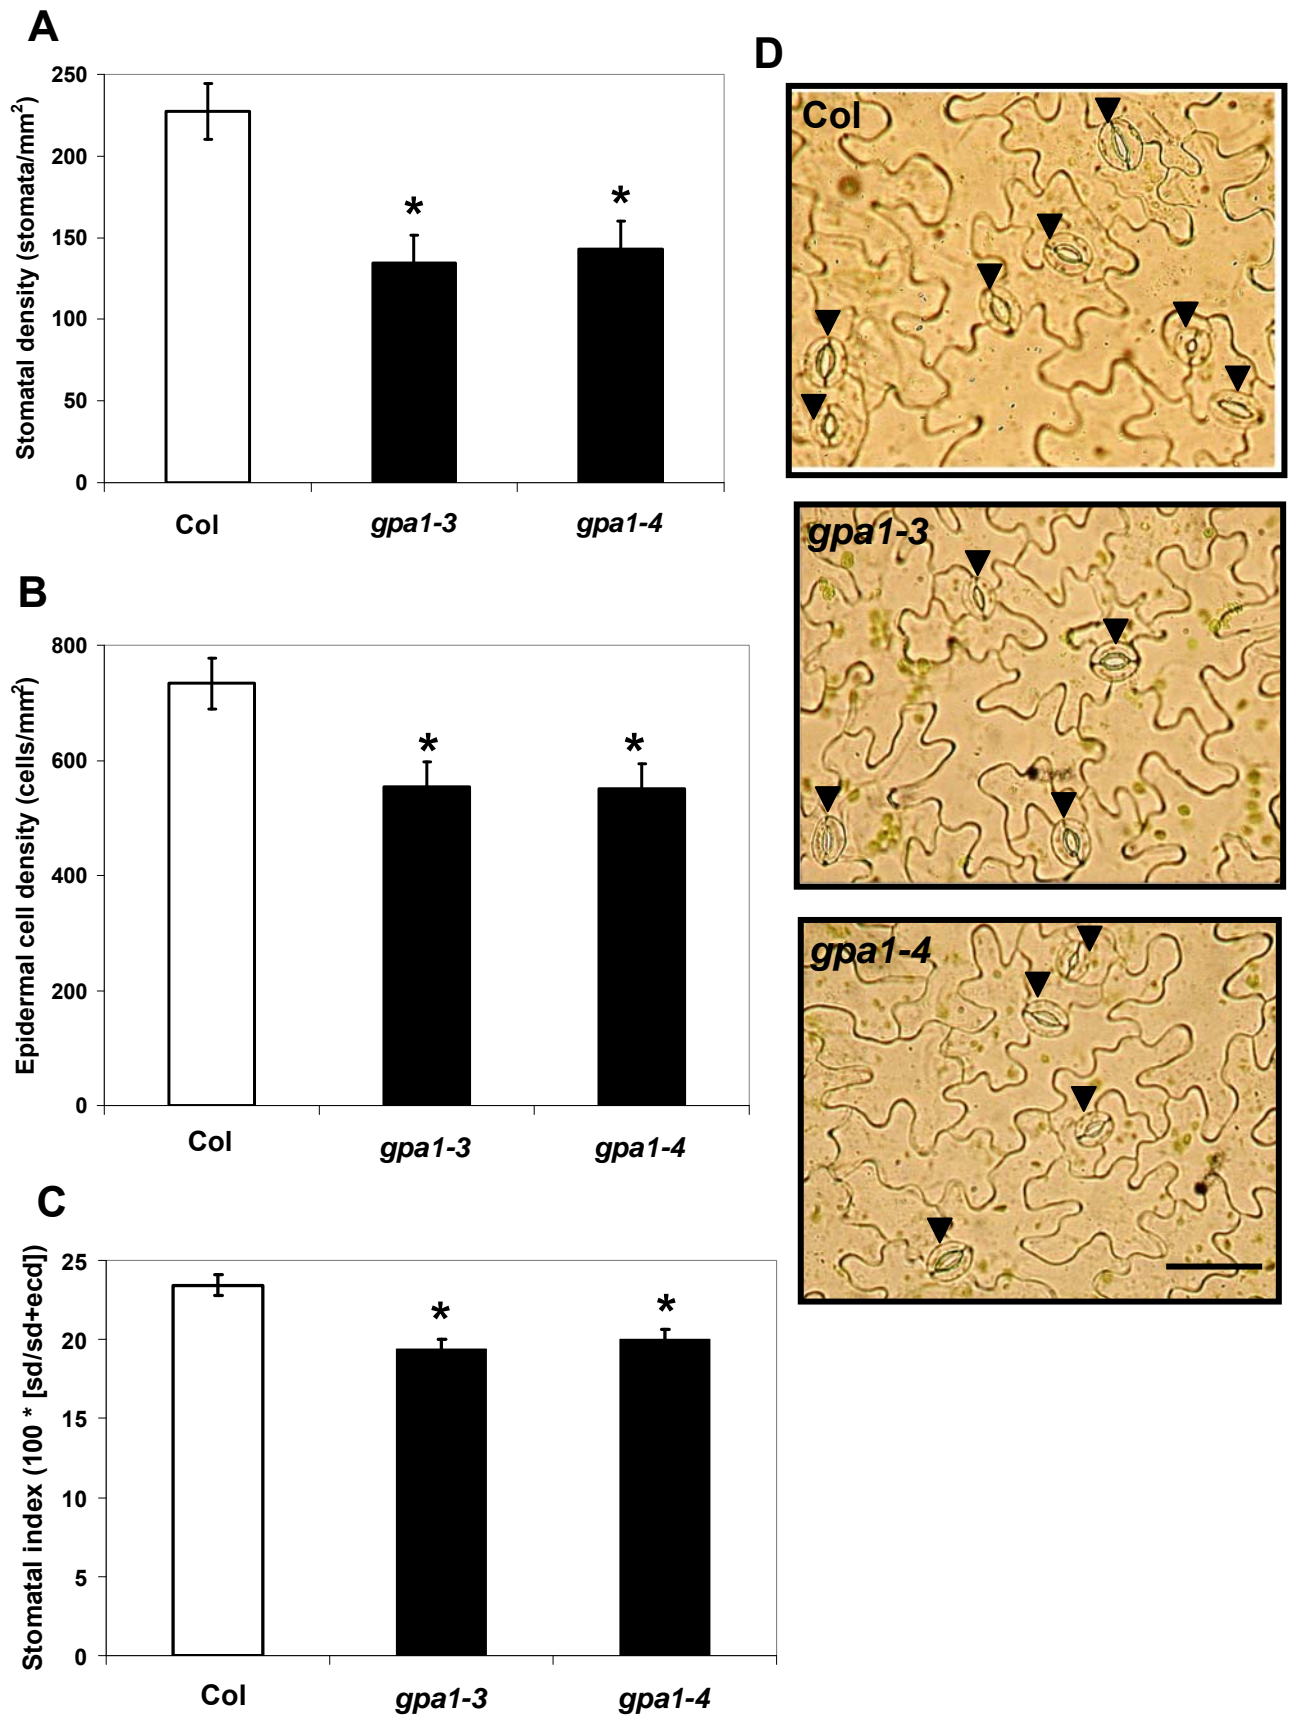 A
250
200
150
100
50
0
Stomatal density (stomata/mm²)
*
*
Col
gpa1-3
gpa1-4
B
800
600
400
200
0
Epidermal cell density (cells/mm²)
*
*
Col
gpa1-3
gpa1-4
C
25
20
15
10
5
0
Stomatal index (100 * [sd/sd+ecd])
*
*
Col
gpa1-3
gpa1-4
D
Col
gpa1-3
gpa1-4